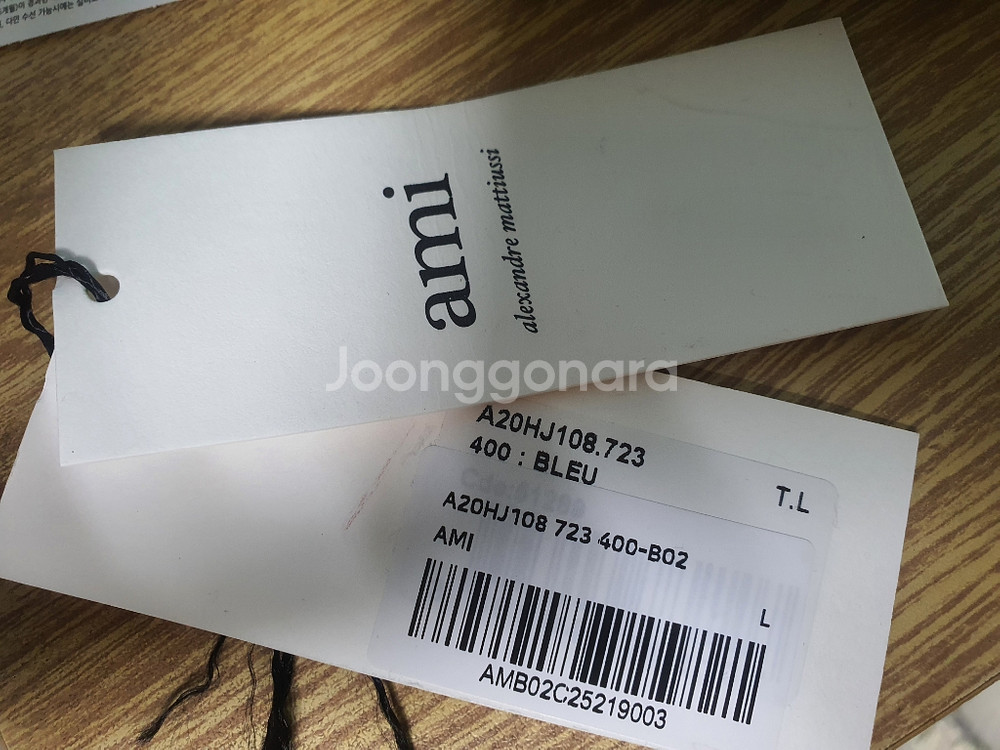 ami
alexandre mattiussi
Joonggonara
A20HJ108.723
400 : BLEU
T.L
A20HJ108 723 400-B02
AMI
L
AMB02C25219003